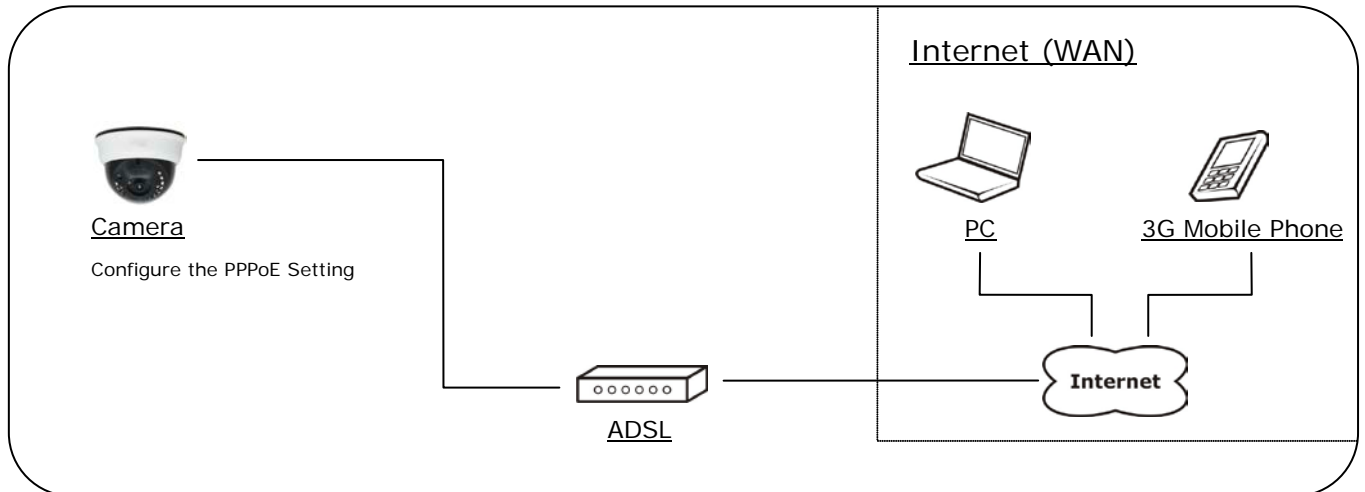 Internet (WAN)
Camera
Configure the PPPoE Setting
PC
3G Mobile Phone
Internet
ADSL